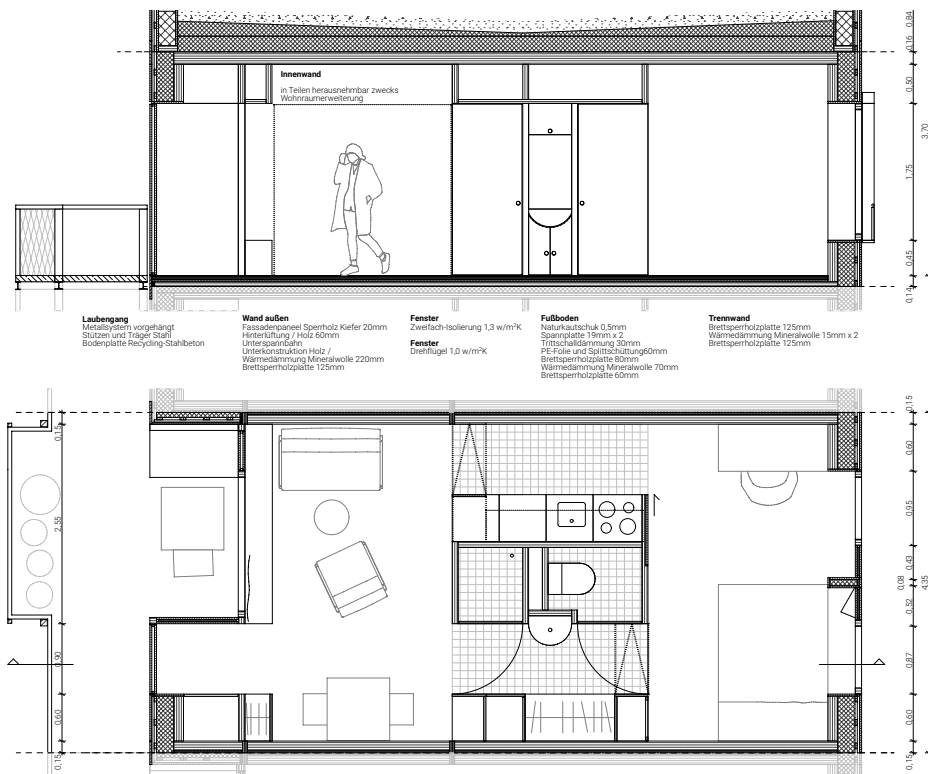 0,84
0,16
Innenwand
in Teilen herausnehmbar zwecks
Wohnraumerweiterung
0,50
3,70
1,75
0,45
0,14
Laubengang
Metallsystem vorgehängt
Stützen und Träger Stahl
Bodenplatte Recycling-Stahlbeton
Wand außen
Fassadenpaneel Sperrholz Kiefer 20mm
Hinterlüftung / Holz 60mm
Unterspannbahn
Unterkonstruktion Holz /
Wärmedämmung Mineralwolle 220mm
Brettsperrholzplatte 125mm
Fenster
Zweifach-Isolierung 1,3 w/m²K
Fenster
Drehflügel 1,0 w/m²K
Fußboden
Naturkautschuk 0,5mm
Spannplatte 19mm x 2
Trittschalldämmung 30mm
PE-Folie und Splittschüttung60mm
Brettsperrholzplatte 80mm
Wärmedämmung Mineralwolle 70mm
Brettsperrholzplatte 60mm
Trennwand
Brettsperrholzplatte 125mm
Wärmedämmung Mineralwolle 15mm x 2
Brettsperrholzplatte 125mm
0,15
2,55
0,90
0,60
0,15
0,15
0,60
0,95
0,43
0,08
4,35
0,52
0,87
0,60
0,15